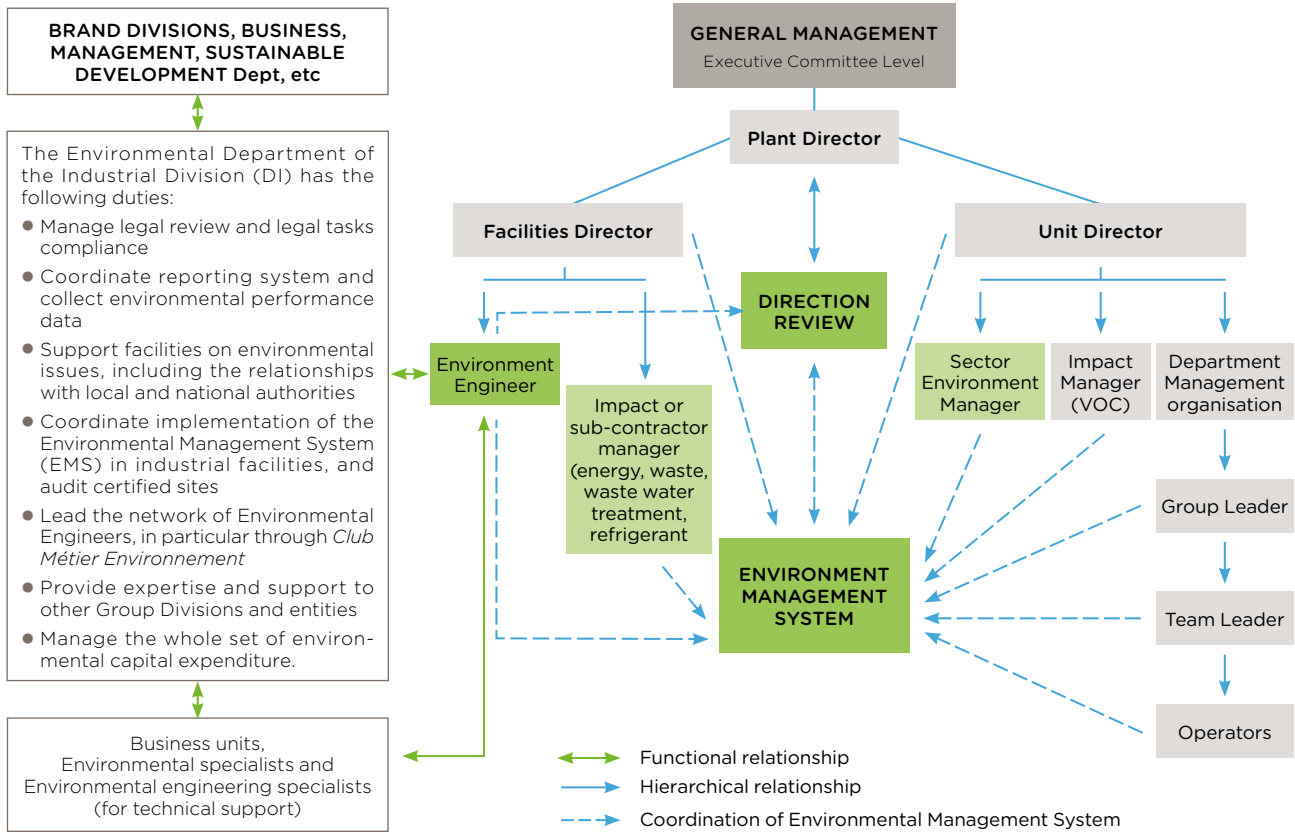 BRAND DIVISIONS, BUSINESS,
MANAGEMENT, SUSTAINABLE
DEVELOPMENT Dept, etc
The Environmental Department of
the Industrial Division (DI) has the
following duties:
● Manage legal review and legal tasks
compliance
● Coordinate reporting system and
collect environmental performance
data
● Support facilities on environmental
issues, including the relationships
with local and national authorities
● Coordinate implementation of the
Environmental Management System
(EMS) in industrial facilities, and
audit certified sites
● Lead the network of Environmental
Engineers, in particular through Club
Métier Environnement
● Provide expertise and support to
other Group Divisions and entities
● Manage the whole set of environ-
mental capital expenditure.
Business units,
Environmental specialists and
Environmental engineering specialists
(for technical support)
GENERAL MANAGEMENT
Executive Committee Level
Plant Director
Facilities Director
Unit Director
DIRECTION
REVIEW
Environment
Engineer
Impact or
sub-contractor
manager
(energy, waste,
waste water
treatment,
refrigerant
Sector
Environment
Manager
Impact
Manager
(VOC)
Department
Management
organisation
Group Leader
ENVIRONMENT
MANAGEMENT
SYSTEM
Team Leader
Operators
Functional relationship
Hierarchical relationship
Coordination of Environmental Management System